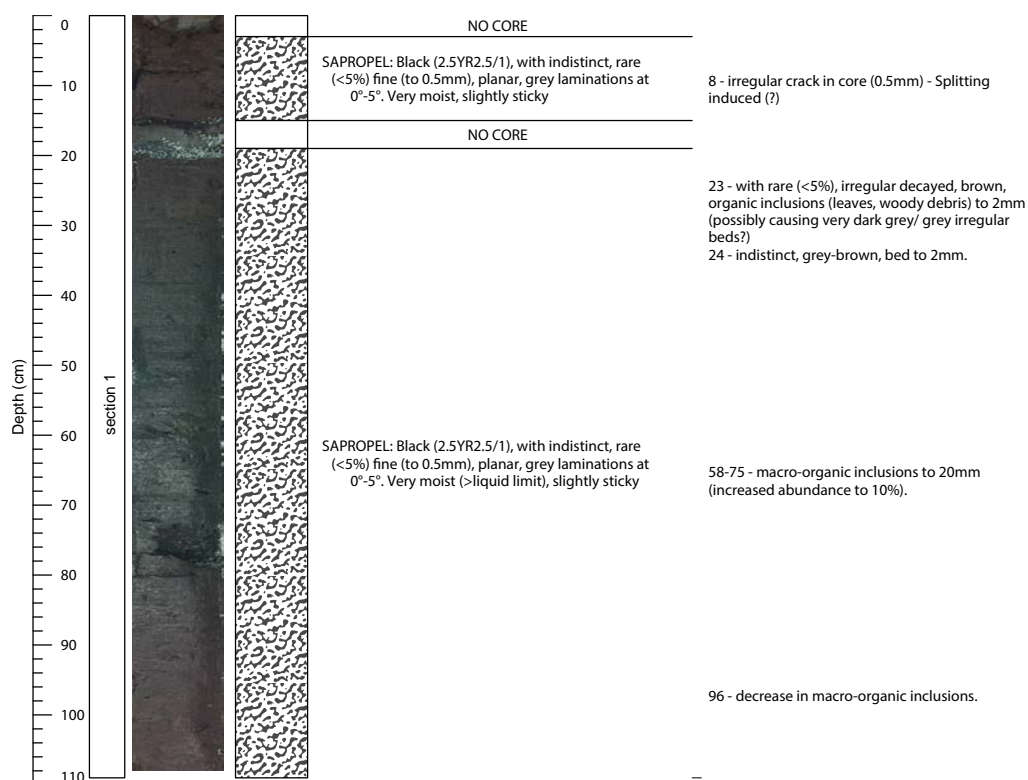 Depth (cm)
0
10
20
30
40
50
60
70
80
90
100
110
section 1
NO CORE
SAPROPEL: Black (2.5YR2.5/1), with indistinct, rare
(<5%) fine (to 0.5mm), planar, grey laminations at
0°-5°. Very moist, slightly sticky
NO CORE
SAPROPEL: Black (2.5YR2.5/1), with indistinct, rare
(<5%) fine (to 0.5mm), planar, grey laminations at
0°-5°. Very moist (>liquid limit), slightly sticky
8 - irregular crack in core (0.5mm) - Splitting
induced (?)
23 - with rare (<5%), irregular decayed, brown,
organic inclusions (leaves, woody debris) to 2mm
(possibly causing very dark grey/ grey irregular
beds?)
24 - indistinct, grey-brown, bed to 2mm.
58-75 - macro-organic inclusions to 20mm
(increased abundance to 10%).
96 - decrease in macro-organic inclusions.